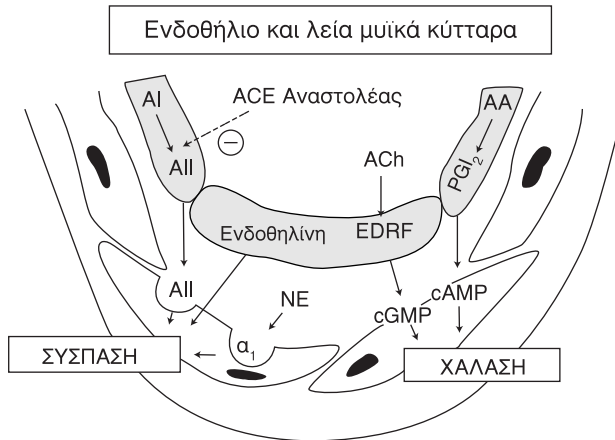 Ενδοθήλιο και λεία μυϊκά κύτταρα
AI
ACE Αναστολέας
AA
AII
−
ACh
PGI₂
Ενδοθηλίνη
EDRF
AII
NE
cGMP
cAMP
α₁
ΣΥΣΠΑΣΗ
ΧΑΛΑΣΗ